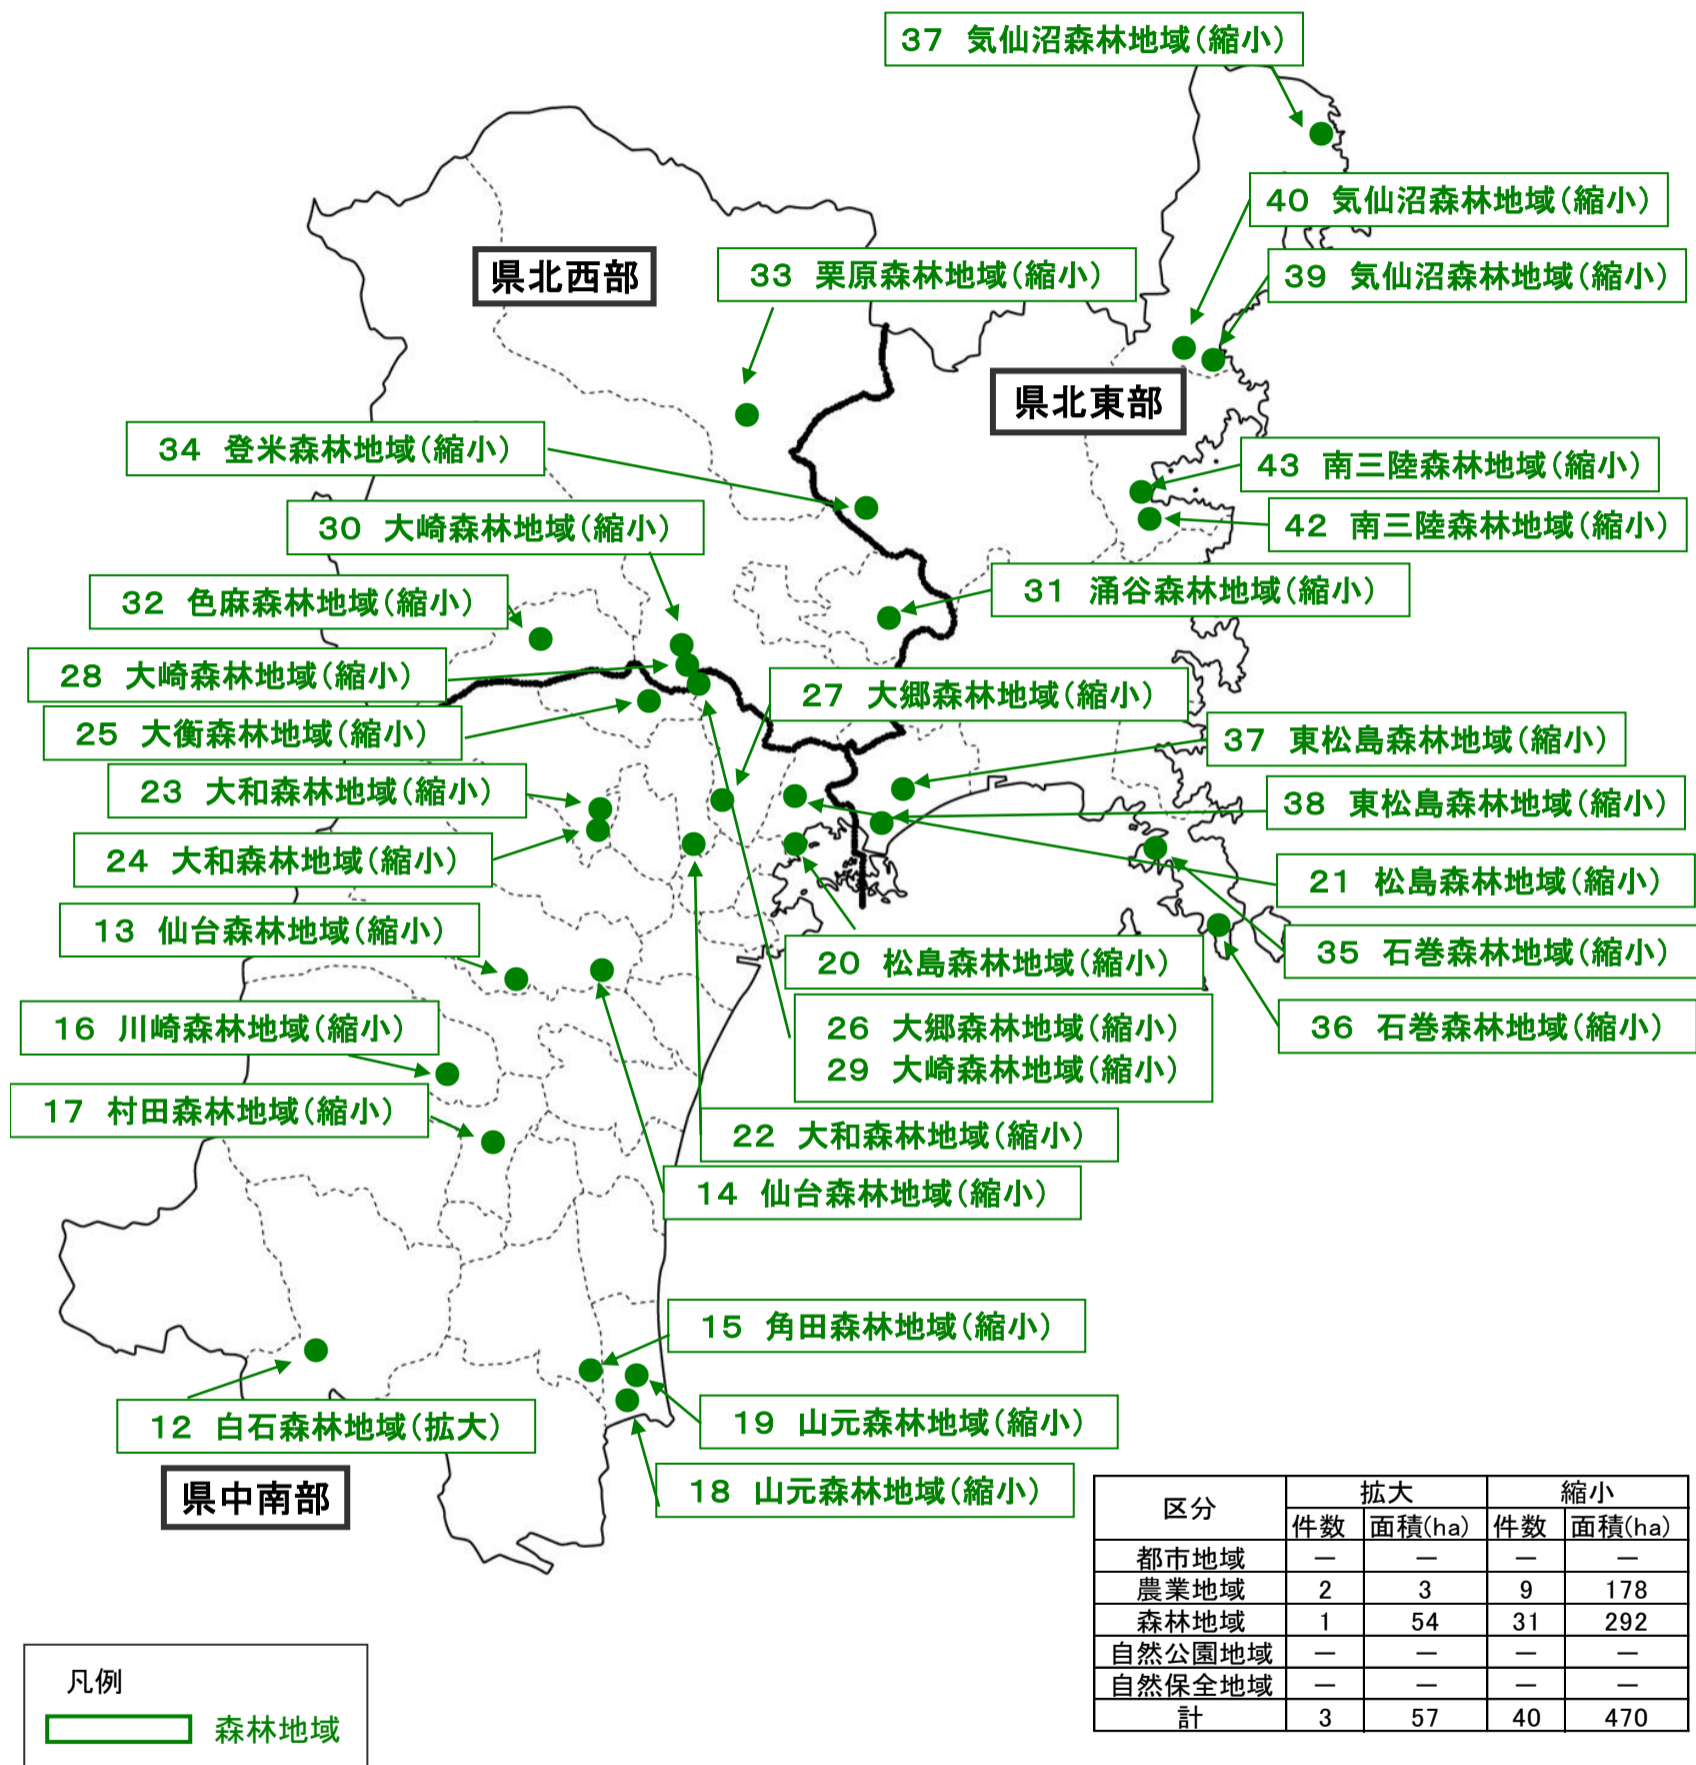 37 気仙沼森林地域(縮小)
40 気仙沼森林地域(縮小)
県北西部
33 栗原森林地域(縮小)
39 気仙沼森林地域(縮小)
県北東部
34 登米森林地域(縮小)
43 南三陸森林地域(縮小)
30 大崎森林地域(縮小)
42 南三陸森林地域(縮小)
32 色麻森林地域(縮小)
31 涌谷森林地域(縮小)
28 大崎森林地域(縮小)
27 大郷森林地域(縮小)
25 大衡森林地域(縮小)
37 東松島森林地域(縮小)
23 大和森林地域(縮小)
38 東松島森林地域(縮小)
24 大和森林地域(縮小)
21 松島森林地域(縮小)
13 仙台森林地域(縮小)
20 松島森林地域(縮小)
35 石巻森林地域(縮小)
16 川崎森林地域(縮小)
26 大郷森林地域(縮小)
29 大崎森林地域(縮小)
36 石巻森林地域(縮小)
17 村田森林地域(縮小)
22 大和森林地域(縮小)
14 仙台森林地域(縮小)
15 角田森林地域(縮小)
12 白石森林地域(拡大)
19 山元森林地域(縮小)
県中南部
18 山元森林地域(縮小)
区分 拡大 縮小
件数 面積(ha) 件数 面積(ha)
都市地域 － － － －
農業地域 2 3 9 178
森林地域 1 54 31 292
自然公園地域 － － － －
自然保全地域 － － － －
計 3 57 40 470
凡例
森林地域